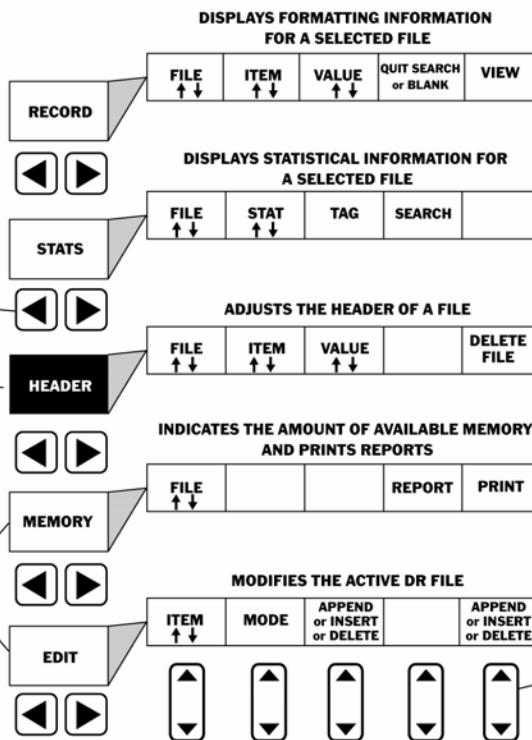 DISPLAYS FORMATTING INFORMATION
FOR A SELECTED FILE
RECORD
FILE
ITEM
VALUE
QUIT SEARCH
or BLANK
VIEW
DISPLAYS STATISTICAL INFORMATION FOR
A SELECTED FILE
STATS
FILE
STAT
TAG
SEARCH
ADJUSTS THE HEADER OF A FILE
HEADER
FILE
ITEM
VALUE
DELETE
FILE
INDICATES THE AMOUNT OF AVAILABLE MEMORY
AND PRINTS REPORTS
MEMORY
FILE
REPORT
PRINT
MODIFIES THE ACTIVE DR FILE
EDIT
ITEM
MODE
APPEND
or INSERT
or DELETE
APPEND
or INSERT
or DELETE